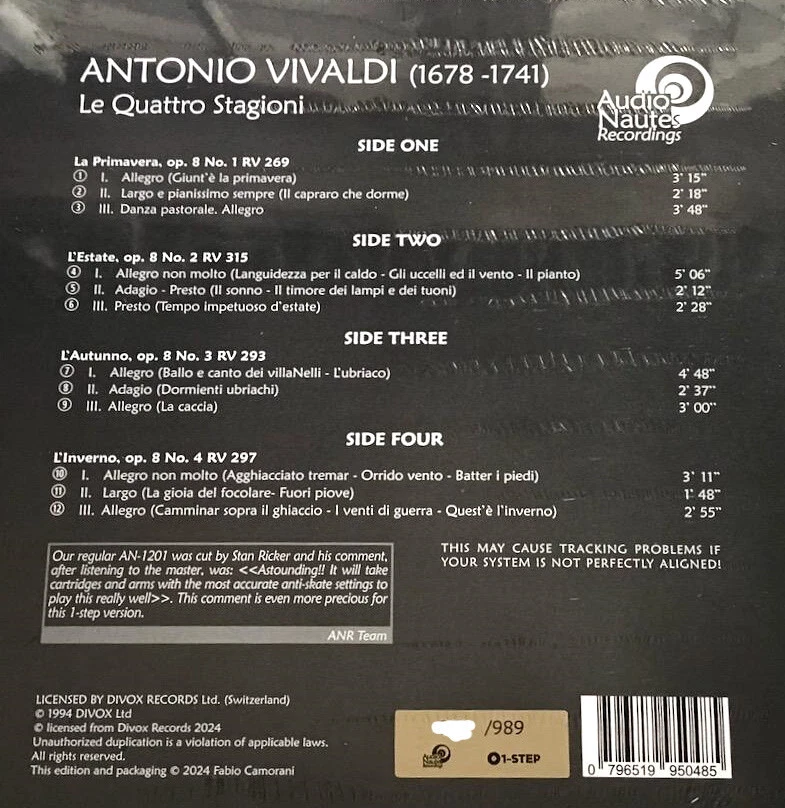 ANTONIO VIVALDI (1678 -1741)
Le Quattro Stagioni
Audio
Nautes
Recordings
SIDE ONE
La Primavera, op. 8 No. 1 RV 269
① I. Allegro (Giunt'è la primavera) 3' 15"
② II. Largo e pianissimo sempre (Il capraro che dorme) 2' 18"
③ III. Danza pastorale. Allegro 3' 48"
SIDE TWO
L'Estate, op. 8 No. 2 RV 315
④ I. Allegro non molto (Languidezza per il caldo - Gli uccelli ed il vento - Il pianto) 5' 06"
⑤ II. Adagio - Presto (Il sonno - Il timore dei lampi e dei tuoni) 2' 12"
⑥ III. Presto (Tempo impetuoso d'estate) 2' 28"
SIDE THREE
L'Autunno, op. 8 No. 3 RV 293
⑦ I. Allegro (Ballo e canto dei villaNelli - L'ubriaco) 4' 48"
⑧ II. Adagio (Dormienti ubriachi) 2' 37"
⑨ III. Allegro (La caccia) 3' 00"
SIDE FOUR
L'Inverno, op. 8 No. 4 RV 297
⑩ I. Allegro non molto (Agghiacciato tremar - Orrido vento - Batter i piedi) 3' 11"
⑪ II. Largo (La gioia del focolare- Fuori piove) 1' 48"
⑫ III. Allegro (Camminar sopra il ghiaccio - I venti di guerra - Quest'è l'inverno) 2' 55"
Our regular AN-1201 was cut by Stan Ricker and his comment,
after listening to the master, was: <<Astounding!! It will take
cartridges and arms with the most accurate anti-skate settings to
play this really well>>. This comment is even more precious for
this 1-step version.
ANR Team
THIS MAY CAUSE TRACKING PROBLEMS IF
YOUR SYSTEM IS NOT PERFECTLY ALIGNED!
LICENSED BY DIVOX RECORDS Ltd. (Switzerland)
© 1994 DIVOX Ltd
© licensed from Divox Records 2024
Unauthorized duplication is a violation of applicable laws.
All rights reserved.
This edition and packaging © 2024 Fabio Camorani
/989
Audio
Nautes
Recordings
1-STEP
0 796519 950485